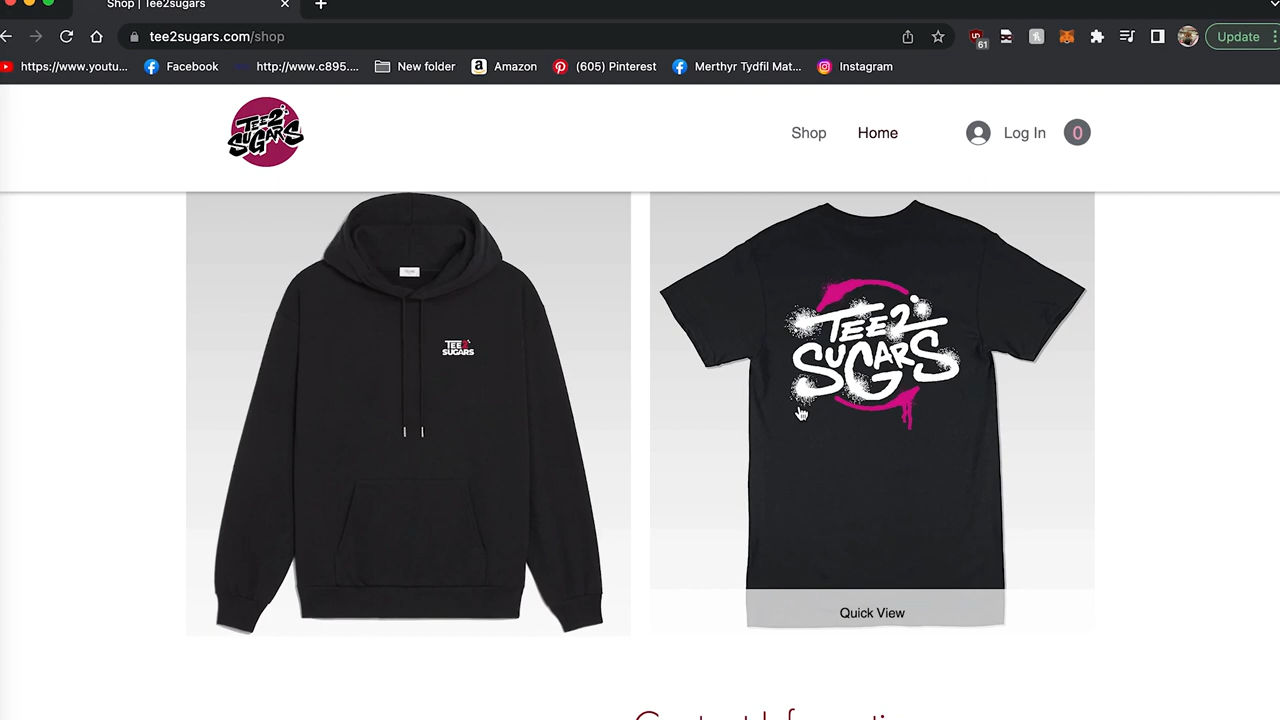 Shop | Tee2sugars
tee2sugars.com/shop
61
Update
https://www.youtu...
Facebook
http://www.c895....
New folder
Amazon
(605) Pinterest
Merthyr Tydfil Mat...
Instagram
TEE2
SUGARS
Shop
Home
Log In
0
TEE2
SUGARS
TEE2
SUGARS
Quick View